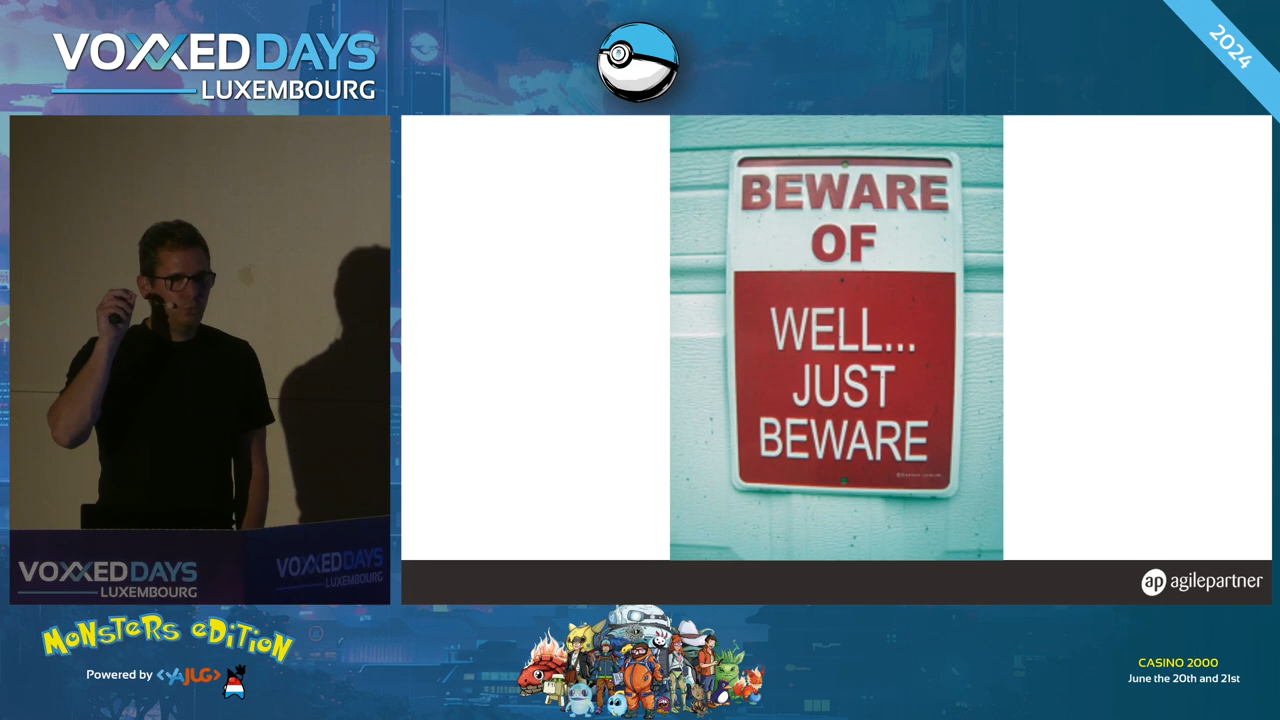 VOXXED DAYS
LUXEMBOURG
2024
BEWARE
OF
WELL...
JUST
BEWARE
VOXXED DAYS
LUXEMBOURG
VOXXED DAYS
LUXEMBOURG
ap agilepartner
MONSTERS EDITION
Powered by <YAJUG>
CASINO 2000
June the 20th and 21st